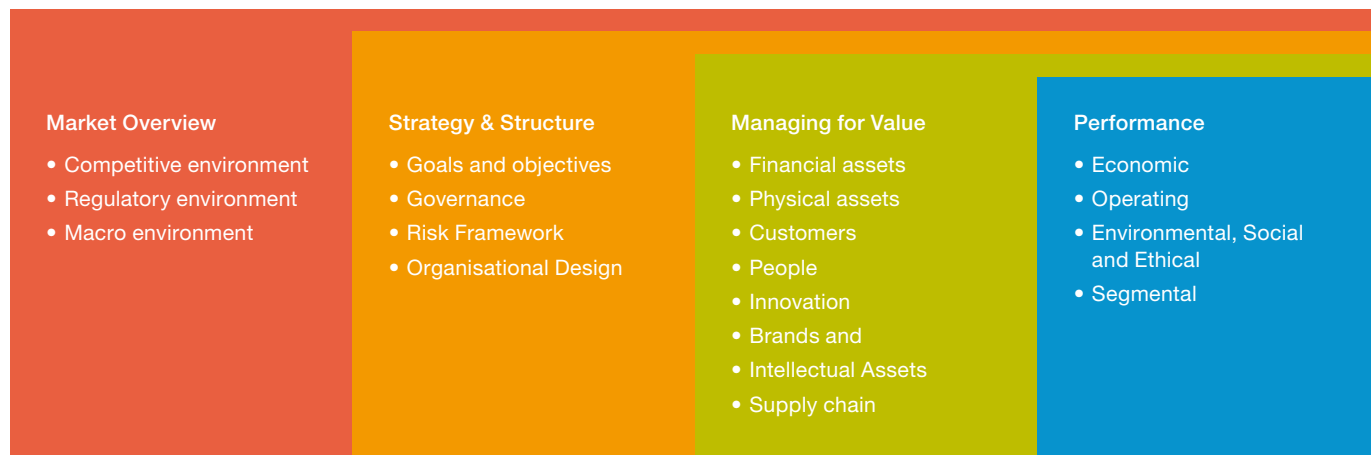 Market Overview
• Competitive environment
• Regulatory environment
• Macro environment
Strategy & Structure
• Goals and objectives
• Governance
• Risk Framework
• Organisational Design
Managing for Value
• Financial assets
• Physical assets
• Customers
• People
• Innovation
• Brands and
• Intellectual Assets
• Supply chain
Performance
• Economic
• Operating
• Environmental, Social
and Ethical
• Segmental